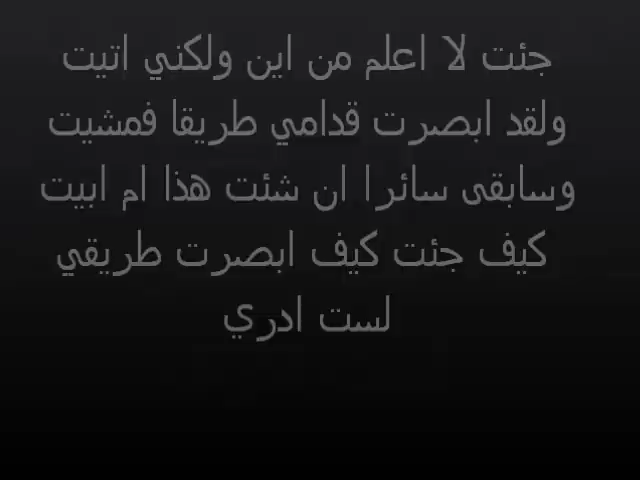 جئت لا اعلم من اين ولكني اتيت
ولقد ابصرت قدامي طريقا فمشيت
وسابقى سائرا ان شئت هذا ام ابيت
كيف جئت كيف ابصرت طريقي
لست ادري